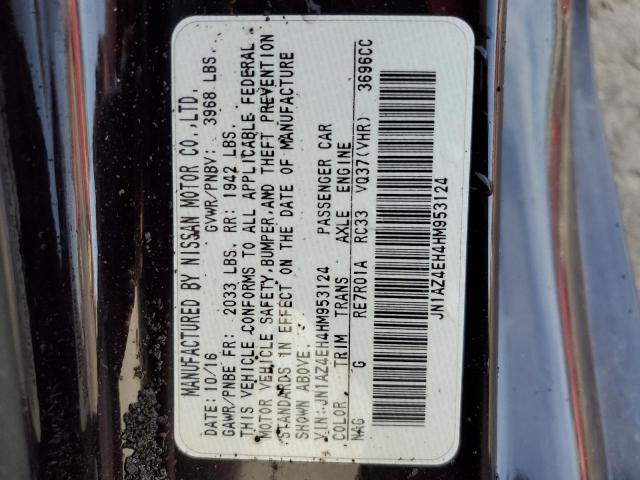 MANUFACTURED BY NISSAN MOTOR CO.,LTD.
DATE: 10/16 GVWR/PNBV: 3968 LBS.
GAWR/PNBE FR: 2033 LBS. RR: 1942 LBS.
THIS VEHICLE CONFORMS TO ALL APPLICABLE FEDERAL
MOTOR VEHICLE SAFETY,BUMPER,AND THEFT PREVENTION
STANDARDS IN EFFECT ON THE DATE OF MANUFACTURE
SHOWN ABOVE.
VIN:JN1AZ4EH4HM953124 PASSENGER CAR
COLOR TRIM TRANS AXLE ENGINE
NAG G RE7R01A RC33 VQ37(VHR) 3696CC
JN1AZ4EH4HM953124